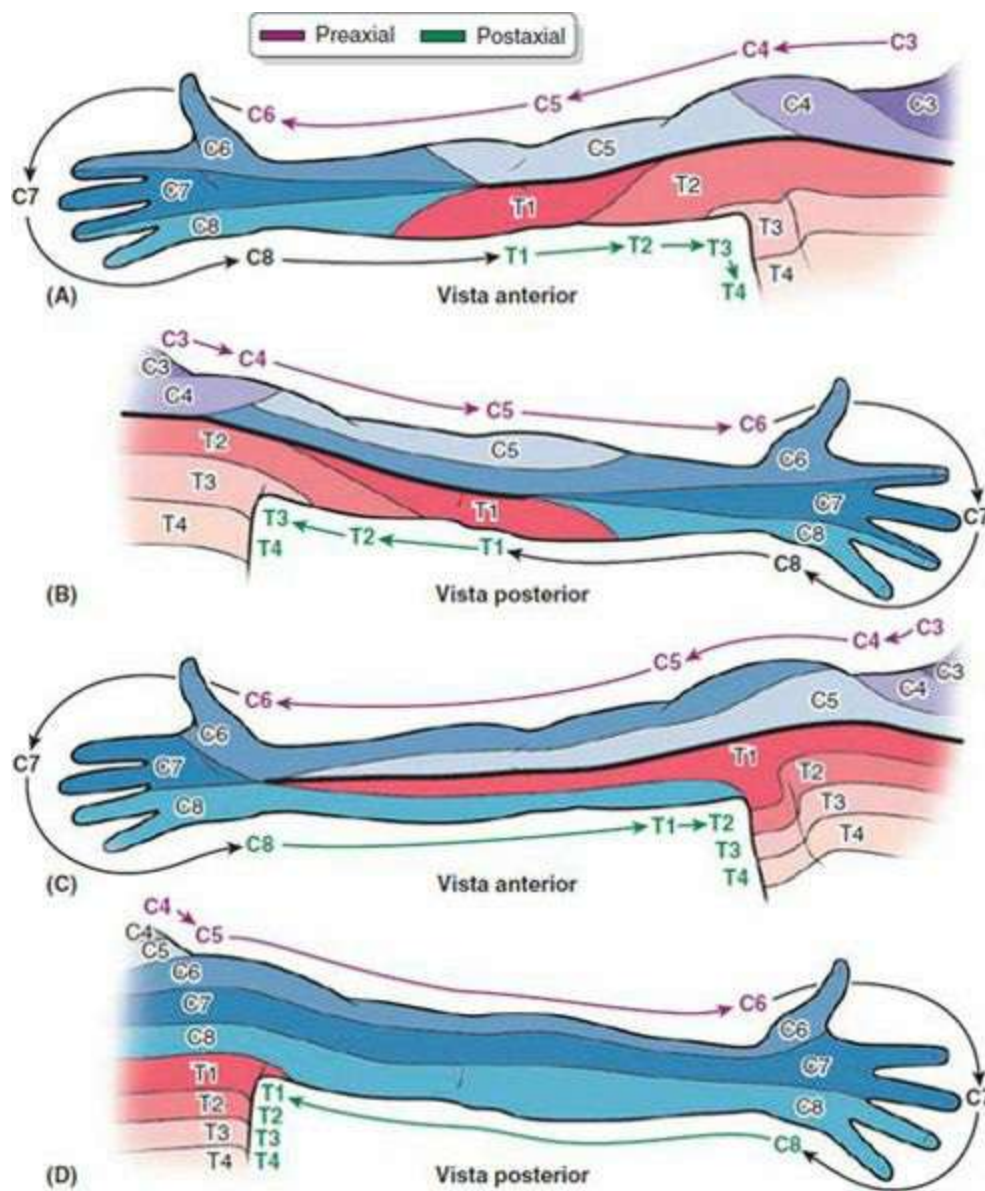 Preaxial Postaxial
C3
C4
C5
C6
C7
C8
T1 T2 T3
T4
C3
C4
C5
C6
C7
C8
T1
T2
T3
T4
(A) Vista anterior
C3 C4
C5
C6
C7
C8
T1
T2
T3
T4
C3
C4
C5
C6
C7
C8
T2
T3
T4
T1
(B) Vista posterior
C3
C4
C5
C6
C7
C8
T1 T2
T3
T4
C3
C4
C5
C6
C7
C8
T1
T2
T3
T4
(C) Vista anterior
C4
C5
C6
C7
C8
T1
T2
T3
T4
C4
C5
C6
C7
C8
T1
T2
T3
T4
C6
C7
C8
(D) Vista posterior